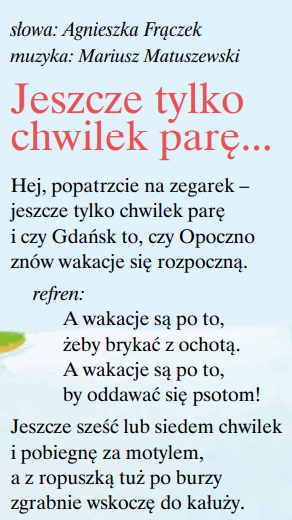 słowa: Agnieszka Frączek
muzyka: Mariusz Matuszewski
Jeszcze tylko
chwilek parę...
Hej, popatrzcie na zegarek –
jeszcze tylko chwilek parę
i czy Gdańsk to, czy Opoczno
znów wakacje się rozpoczną.
refren:
A wakacje są po to,
żeby brykać z ochotą.
A wakacje są po to,
by oddawać się psotom!
Jeszcze sześć lub siedem chwilek
i pobiegnę za motylem,
a z ropuszką tuż po burzy
zgrabnie wskoczę do kałuży.